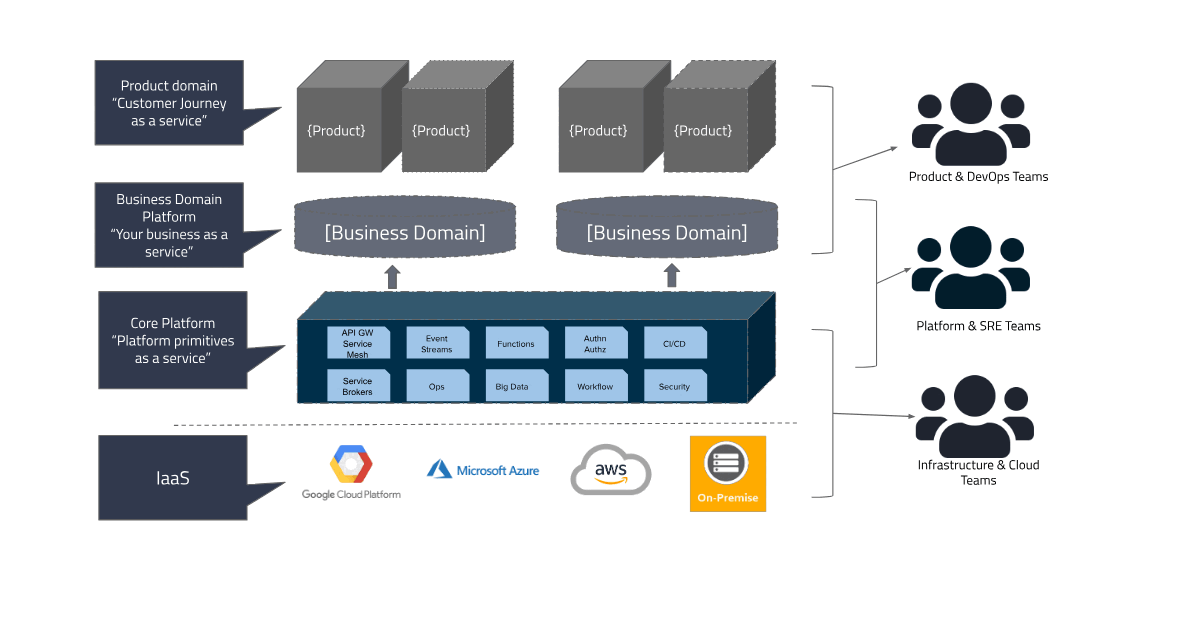 Product domain
“Customer Journey
as a service”
{Product}
{Product}
{Product}
{Product}
Product & DevOps Teams
Business Domain
Platform
“Your business as a
service”
[Business Domain]
[Business Domain]
Platform & SRE Teams
Core Platform
“Platform primitives
as a service”
API GW
Service
Mesh
Event
Streams
Functions
Authn
Authz
CI/CD
Service
Brokers
Ops
Big Data
Workflow
Security
Infrastructure & Cloud
Teams
IaaS
Google Cloud Platform
Microsoft Azure
aws
On-Premise